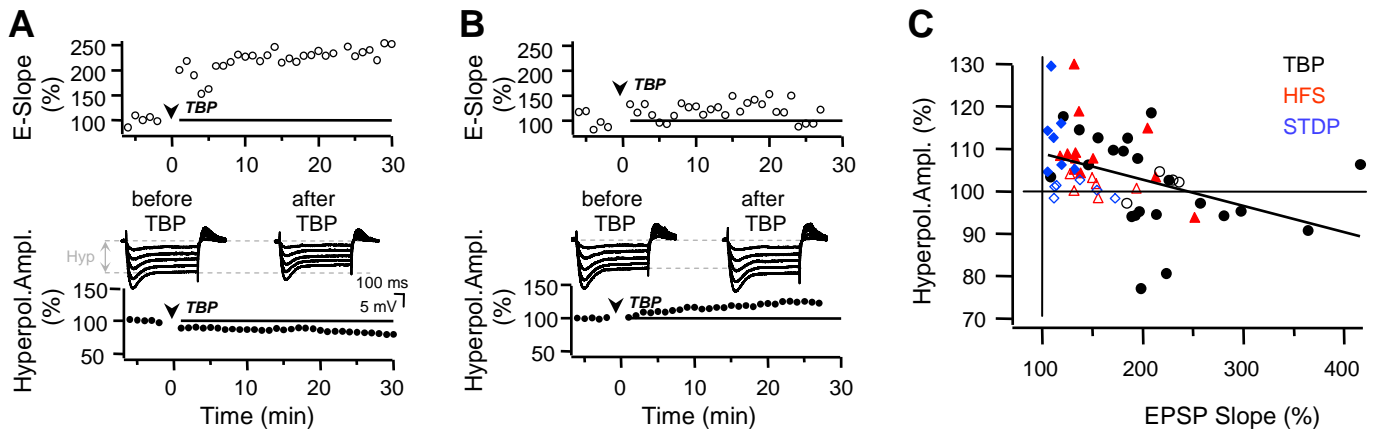 A
E-Slope
(%)
250
200
150
100
TBP
0
10
20
30
before
TBP
after
TBP
Hyp
100 ms
5 mV
Hyperpol.Ampl.
(%)
150
100
50
TBP
0
10
20
30
Time (min)
B
E-Slope
(%)
250
200
150
100
TBP
0
10
20
30
before
TBP
after
TBP
Hyperpol.Ampl.
(%)
150
100
50
TBP
0
10
20
30
Time (min)
C
Hyperpol.Ampl. (%)
130
120
110
100
90
80
70
TBP
HFS
STDP
100
200
300
400
EPSP Slope (%)